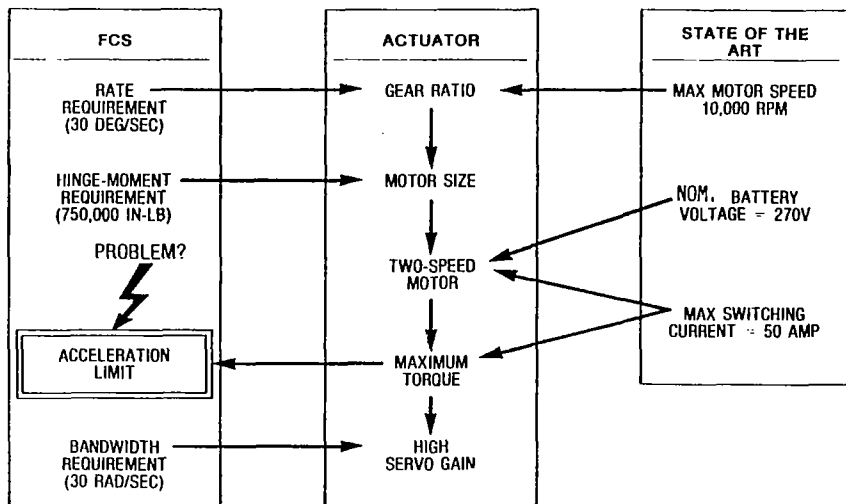 FCS
RATE
REQUIREMENT
(30 DEG/SEC)
HINGE-MOMENT
REQUIREMENT
(750,000 IN-LB)
PROBLEM?
ACCELERATION
LIMIT
BANDWIDTH
REQUIREMENT
(30 RAD/SEC)
ACTUATOR
GEAR RATIO
MOTOR SIZE
TWO-SPEED
MOTOR
MAXIMUM
TORQUE
HIGH
SERVO GAIN
STATE OF THE
ART
MAX MOTOR SPEED
10,000 RPM
NOM. BATTERY
VOLTAGE = 270V
MAX SWITCHING
CURRENT = 50 AMP